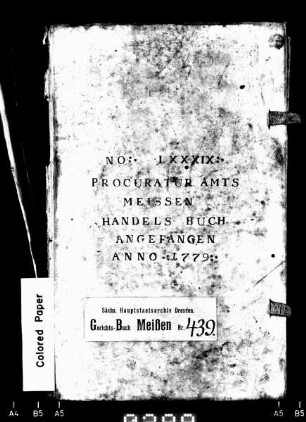 NO:· LXXXIX:·
PROCURATUR AMTS
MEISSEN
HANDELS BUCH
ANGEFANGEN
ANNO·:1779:·
Sächs. Hauptstaatsarchiv Dresden.
Gerichts-Buch Meißen Nr. 439.
Colored Paper
A4 B5 A5 A5 B5